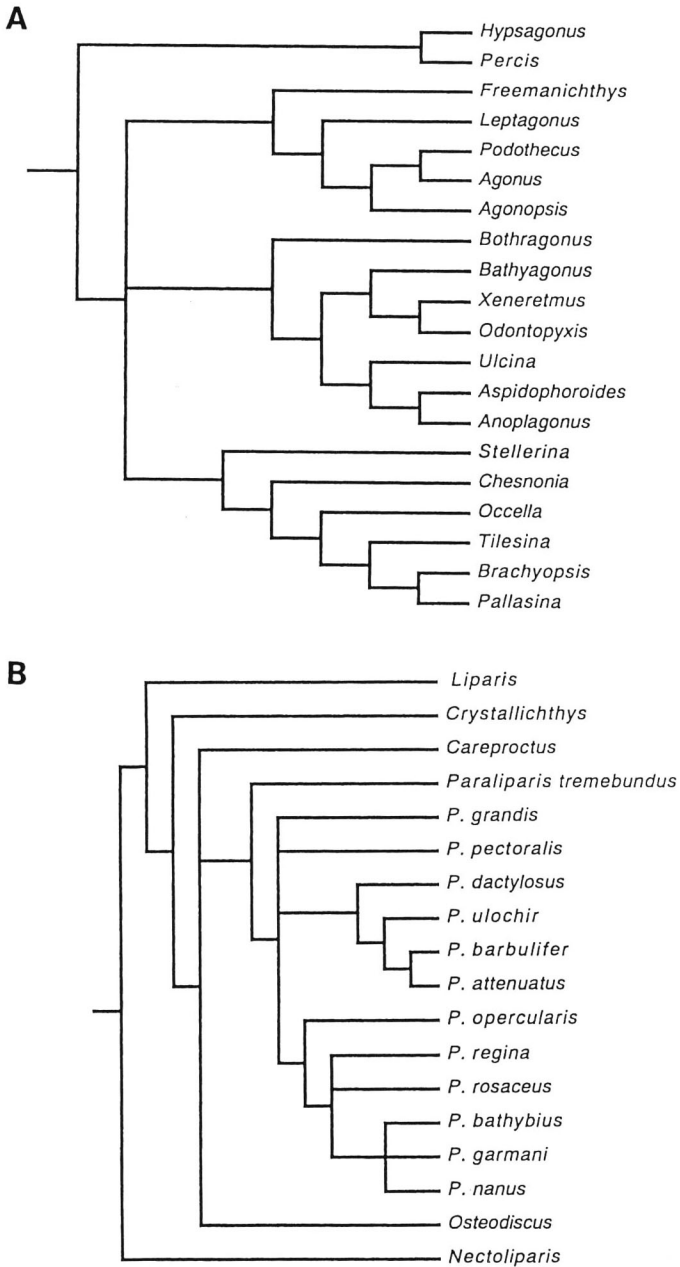 A
Hypsagonus
Percis
Freemanichthys
Leptagonus
Podothecus
Agonus
Agonopsis
Bothragonus
Bathyagonus
Xeneretmus
Odontopyxis
Ulcina
Aspidophoroides
Anoplagonus
Stellerina
Chesnonia
Occella
Tilesina
Brachyopsis
Pallasina
B
Liparis
Crystallichthys
Careproctus
Paraliparis tremebundus
P. grandis
P. pectoralis
P. dactylosus
P. ulochir
P. barbulifer
P. attenuatus
P. opercularis
P. regina
P. rosaceus
P. bathybius
P. garmani
P. nanus
Osteodiscus
Nectoliparis